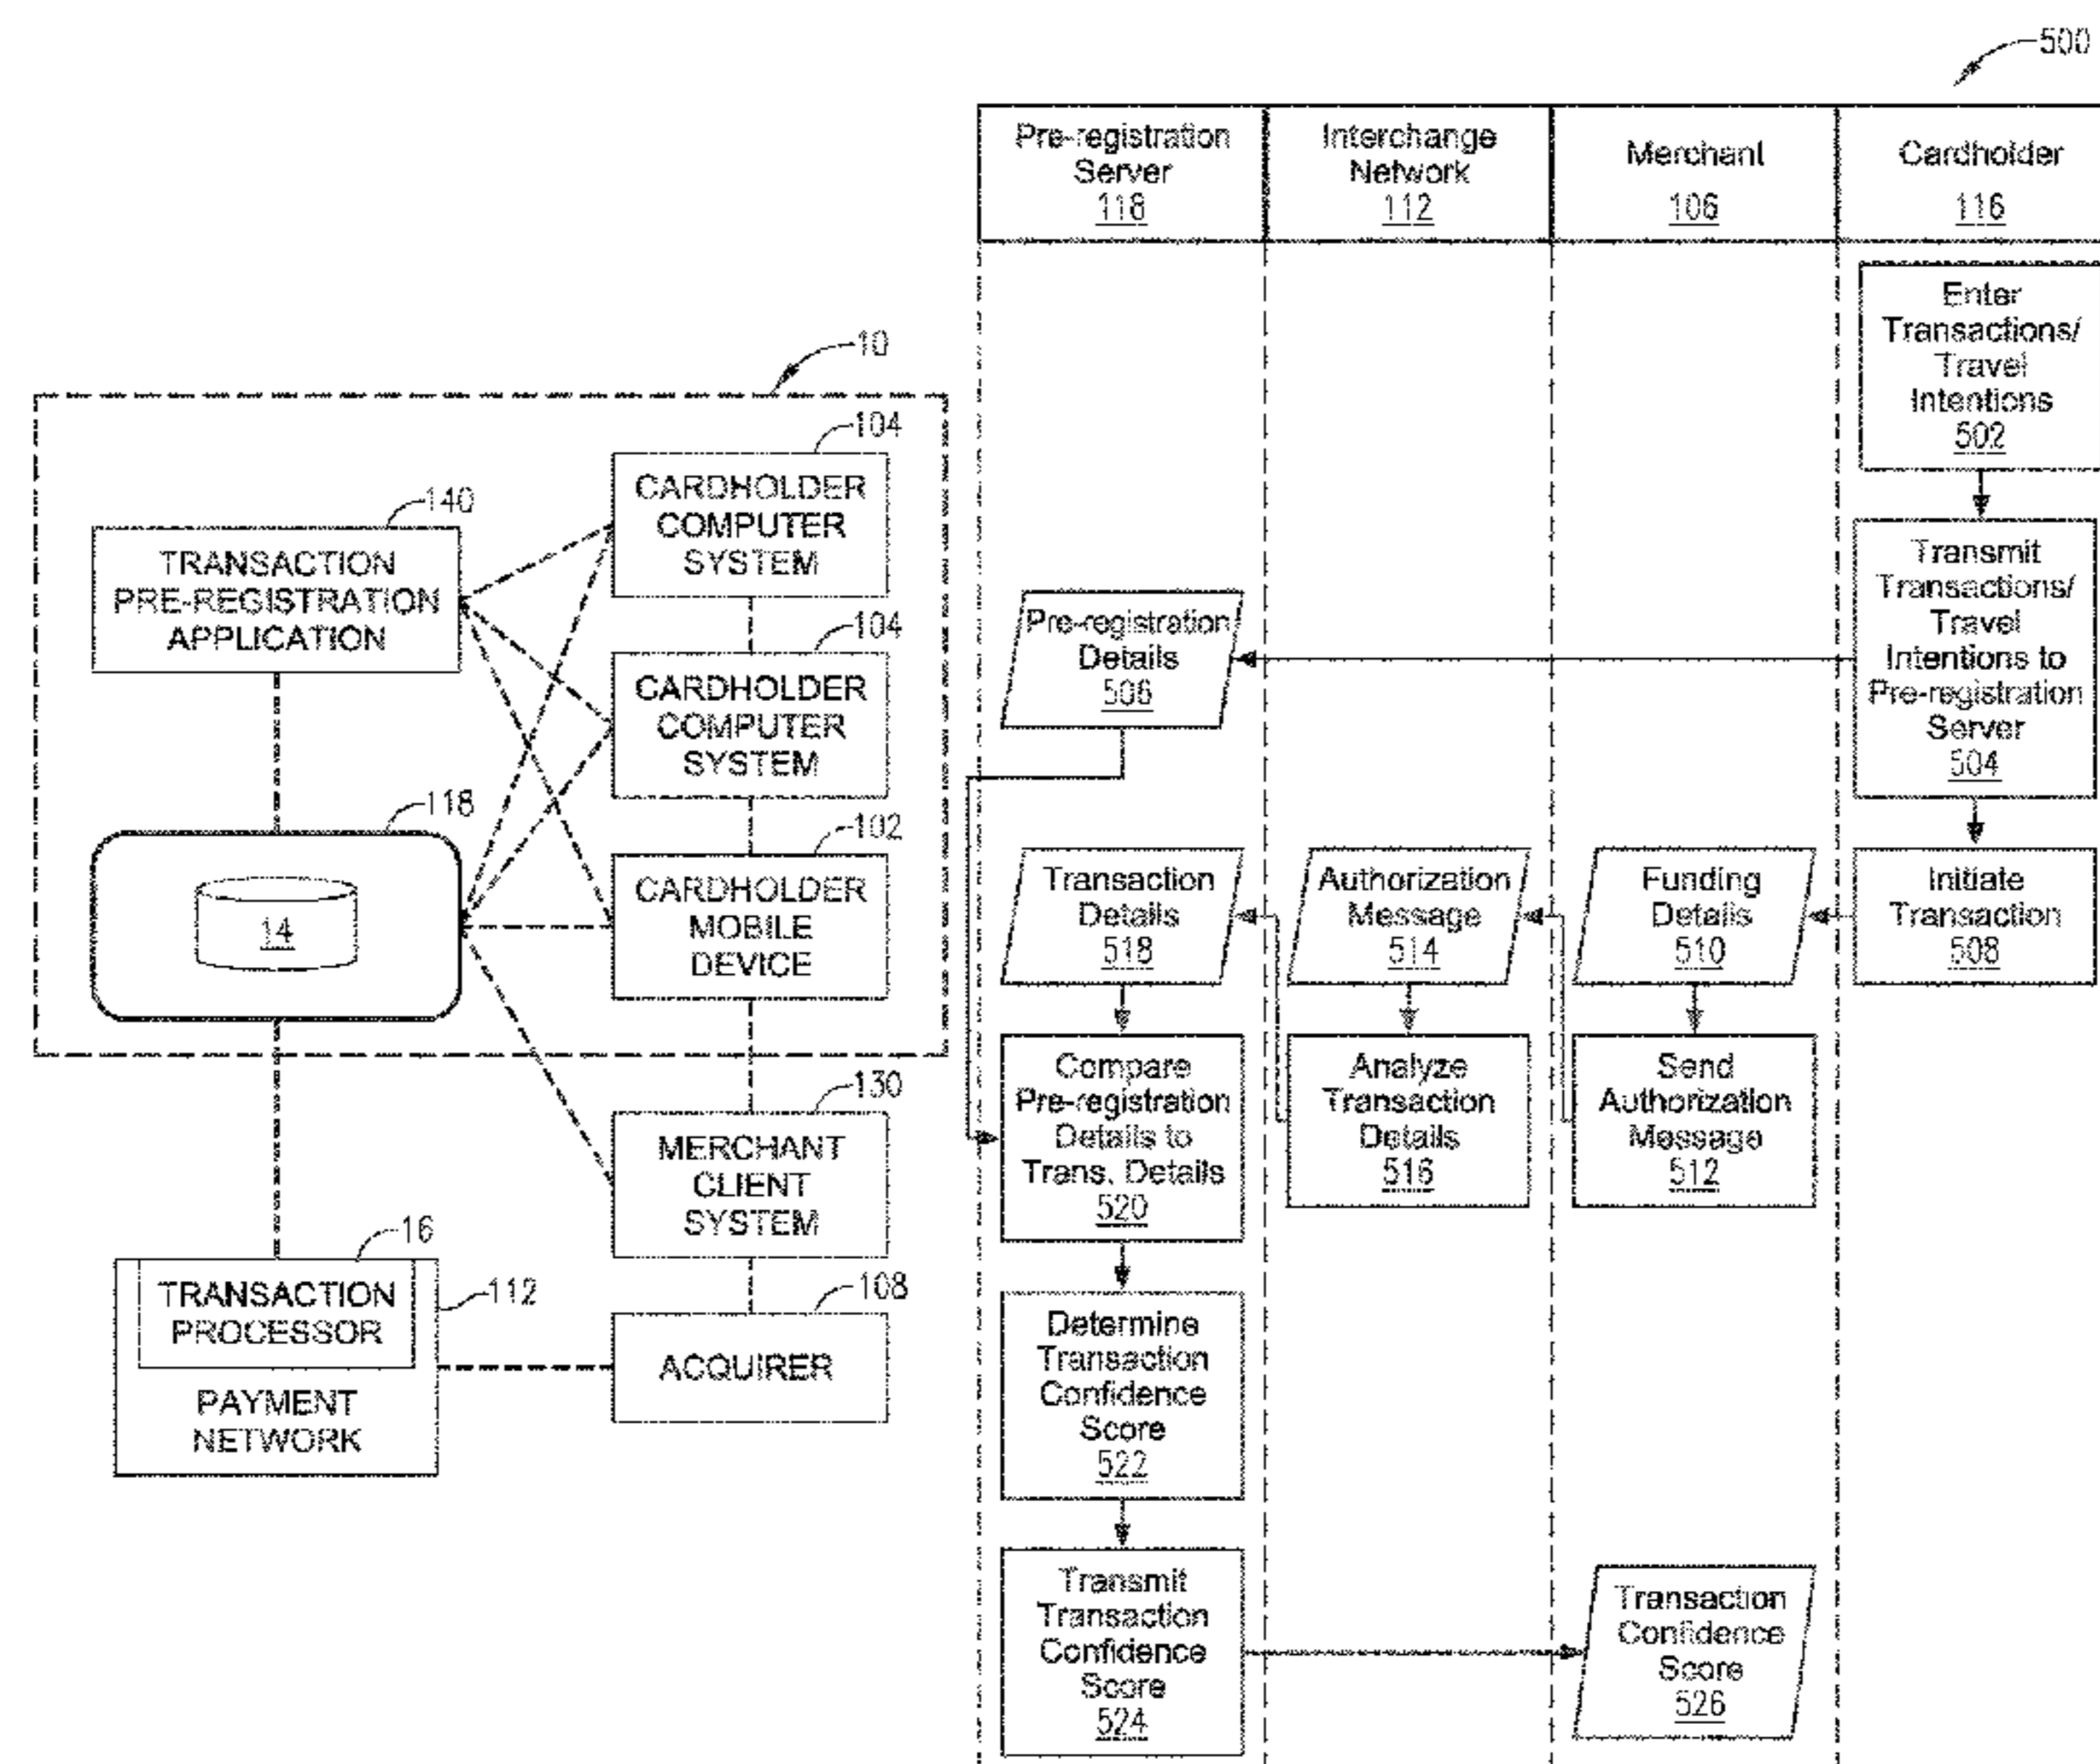 10
104
CARDHOLDER
COMPUTER
SYSTEM
140
TRANSACTION
PRE-REGISTRATION
APPLICATION
104
CARDHOLDER
COMPUTER
SYSTEM
118
14
102
CARDHOLDER
MOBILE
DEVICE
130
MERCHANT
CLIENT
SYSTEM
16
TRANSACTION
PROCESSOR
112
PAYMENT
NETWORK
108
ACQUIRER
500
Pre-registration
Server
118
Interchange
Network
112
Merchant
106
Cardholder
116
Enter
Transactions/
Travel
Intentions
502
Transmit
Transactions/
Travel
Intentions to
Pre-registration
Server
504
Pre-registration
Details
506
Initiate
Transaction
508
Funding
Details
510
Send
Authorization
Message
512
Authorization
Message
514
Analyze
Transaction
Details
516
Transaction
Details
518
Compare
Pre-registration
Details to
Trans. Details
520
Determine
Transaction
Confidence
Score
522
Transmit
Transaction
Confidence
Score
524
Transaction
Confidence
Score
526